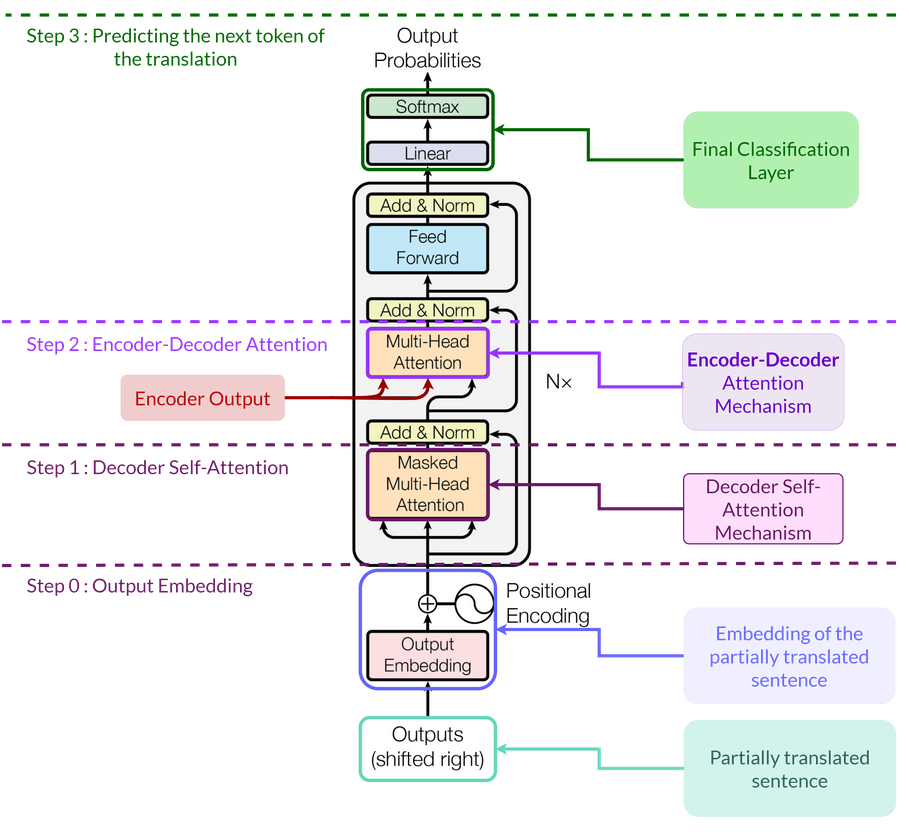 Step 3 : Predicting the next token of
the translation
Output
Probabilities
Softmax
Linear
Final Classification
Layer
Add & Norm
Feed
Forward
Add & Norm
Step 2 : Encoder-Decoder Attention
Multi-Head
Attention
Encoder-Decoder
Attention
Mechanism
N×
Encoder Output
Add & Norm
Step 1 : Decoder Self-Attention
Masked
Multi-Head
Attention
Decoder Self-
Attention
Mechanism
Step 0 : Output Embedding
Positional
Encoding
Output
Embedding
Embedding of the
partially translated
sentence
Outputs
(shifted right)
Partially translated
sentence